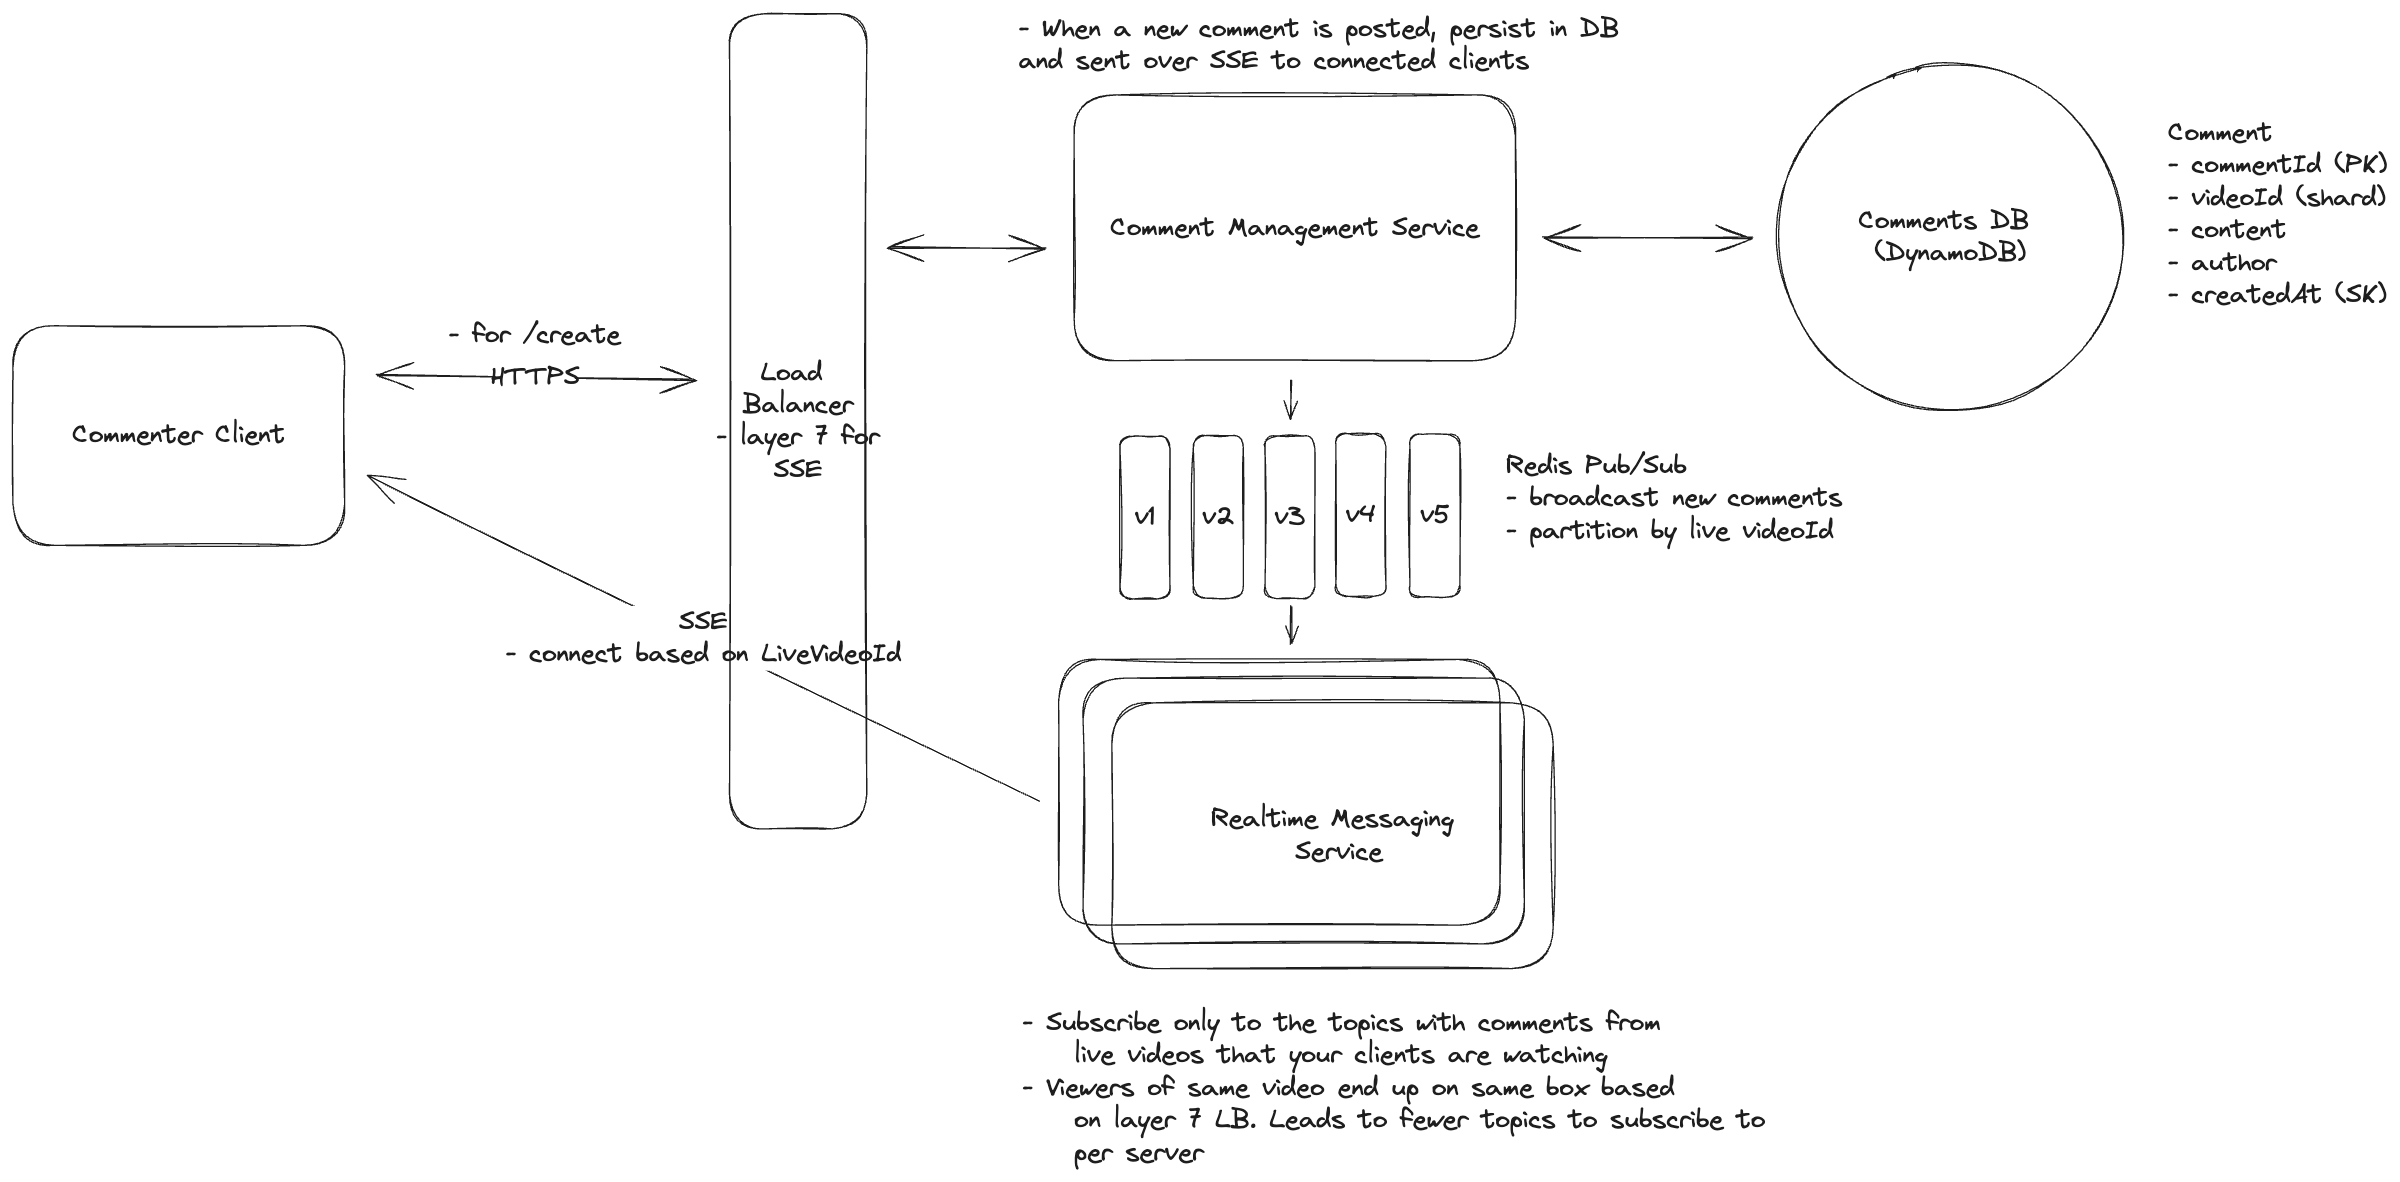 - When a new comment is posted, persist in DB
and sent over SSE to connected clients
Comment Management Service
Comments DB
(DynamoDB)
Comment
- commentId (PK)
- videoId (shard)
- content
- author
- createdAt (SK)
- for /create
HTTPS
Commenter Client
Load
Balancer
- layer 7 for
SSE
v1
v2
v3
v4
v5
Redis Pub/Sub
- broadcast new comments
- partition by live videoId
SSE
- connect based on LiveVideoId
Realtime Messaging
Service
- Subscribe only to the topics with comments from
live videos that your clients are watching
- Viewers of same video end up on same box based
on layer 7 LB. Leads to fewer topics to subscribe to
per server